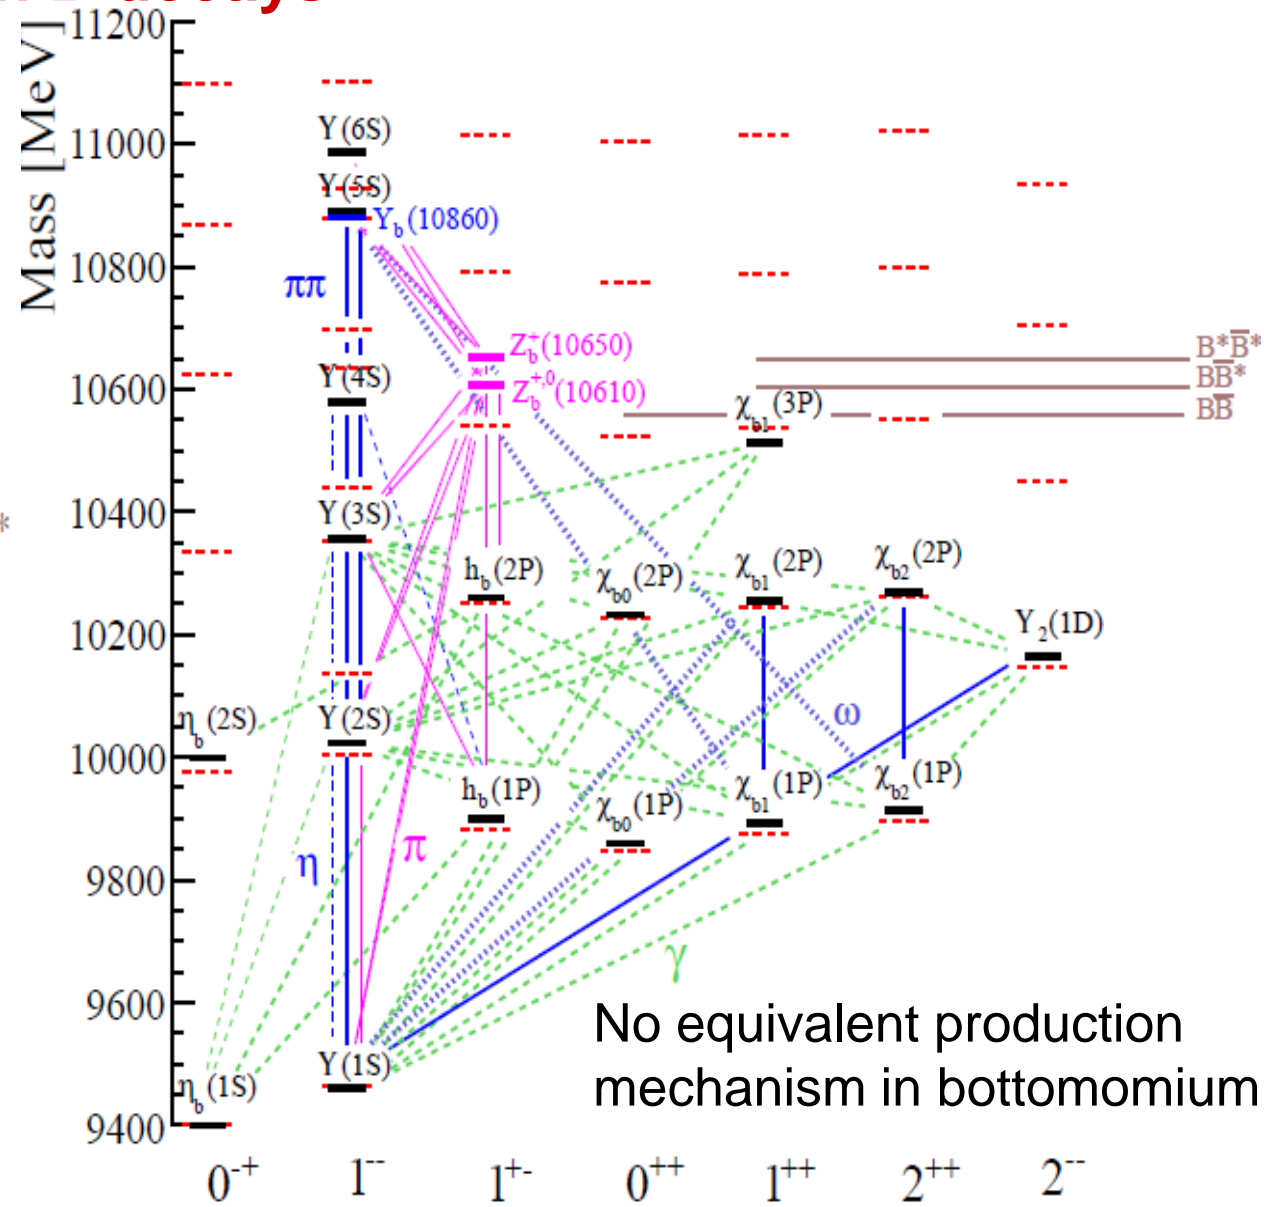 Mass [MeV]
11200
11000
10800
10600
10400
10200
10000
9800
9600
9400
Υ(6S)
Υ(5S)
Υb(10860)
ππ
Zb+(10650)
Zb+,0(10610)
B*B̅*
BB̅*
BB̅
Υ(4S)
χb1(3P)
Υ(3S)
*
hb(2P)
χb0(2P)
χb1(2P)
χb2(2P)
Υ2(1D)
ηb(2S)
Υ(2S)
ω
hb(1P)
χb0(1P)
χb1(1P)
χb2(1P)
η
π
γ
No equivalent production
mechanism in bottomomium
Υ(1S)
ηb(1S)
0-+
1--
1+-
0++
1++
2++
2--